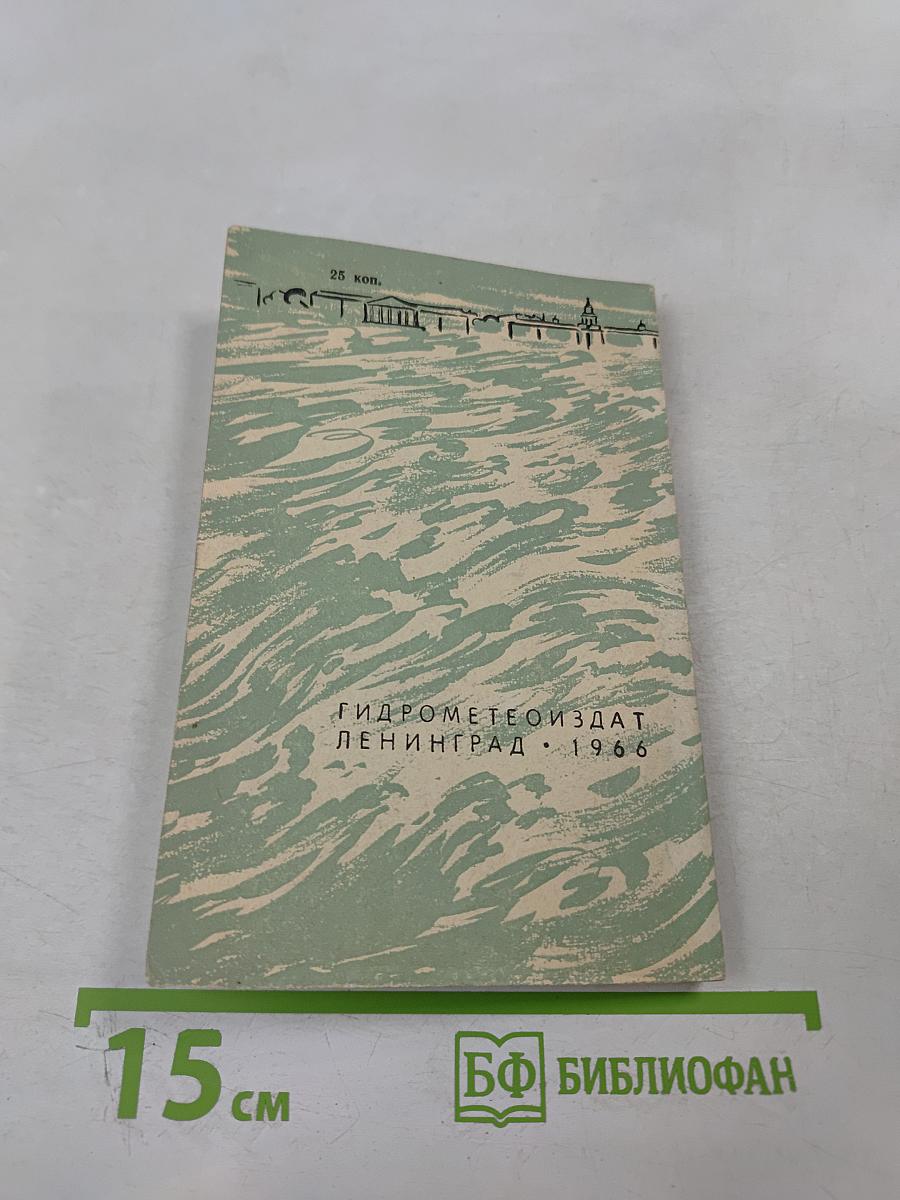 25 коп.
ГИДРОМЕТЕОИЗДАТ
ЛЕНИНГРАД · 1966
15 см
БФ БИБЛИОФАН